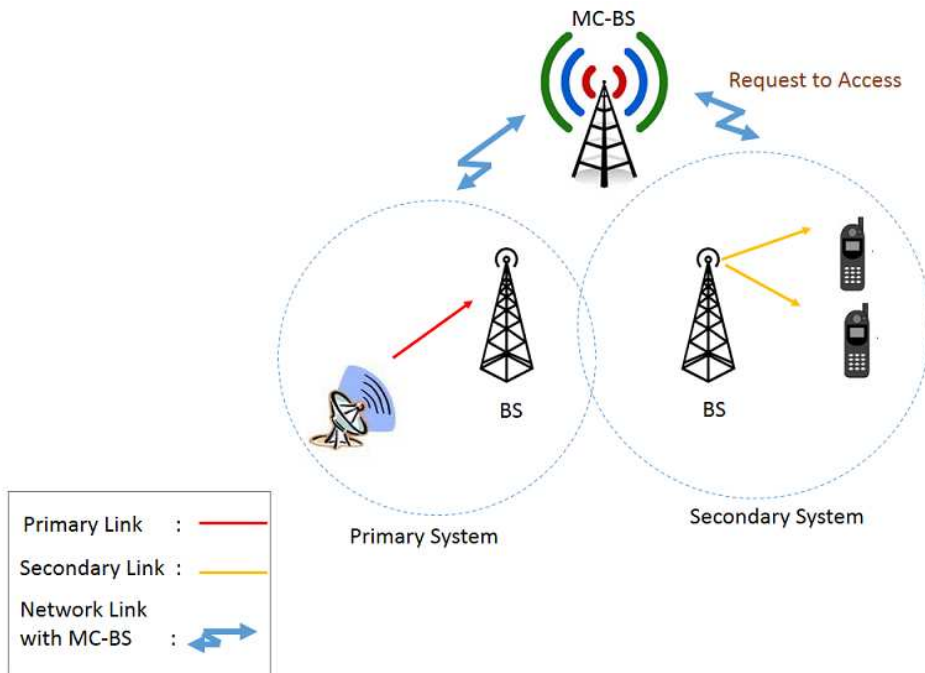 MC-BS
Request to Access
BS
BS
Primary System
Secondary System
Primary Link :
Secondary Link :
Network Link
with MC-BS :